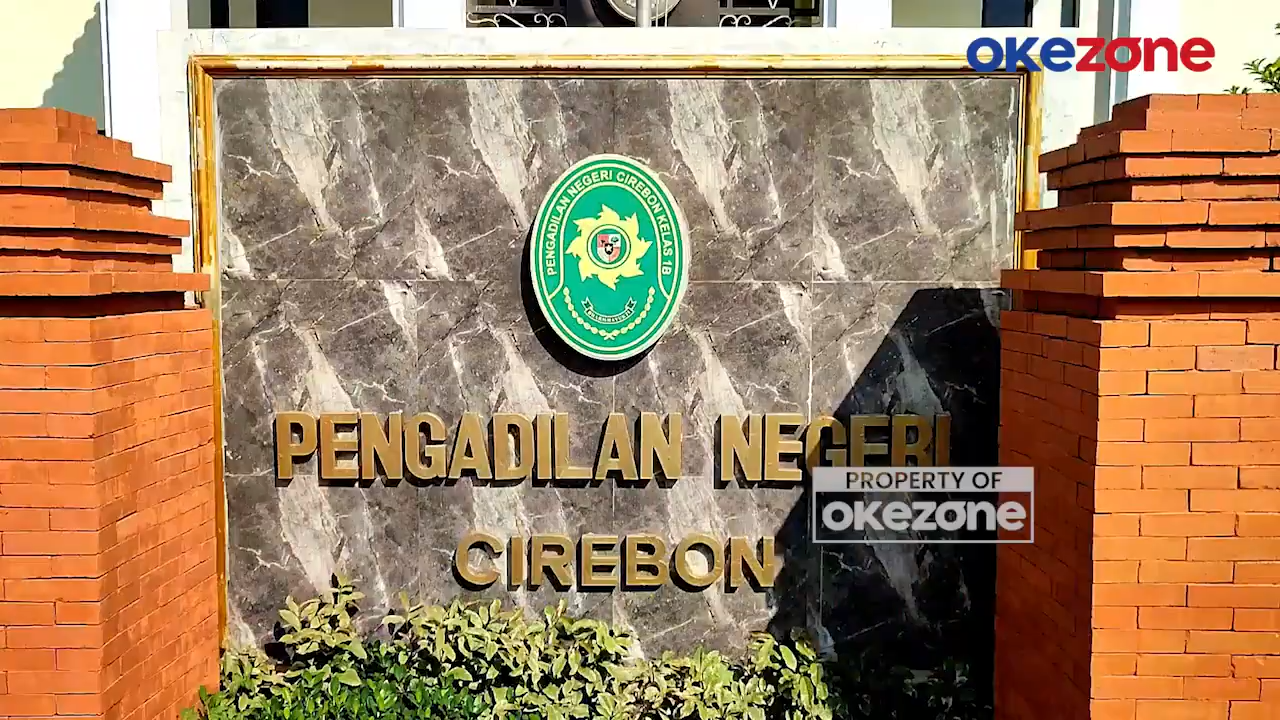 okezone
PENGADILAN NEGERI CIREBON KELAS 1B
PENGADILAN NEGERI
CIREBON
PROPERTY OF
okezone